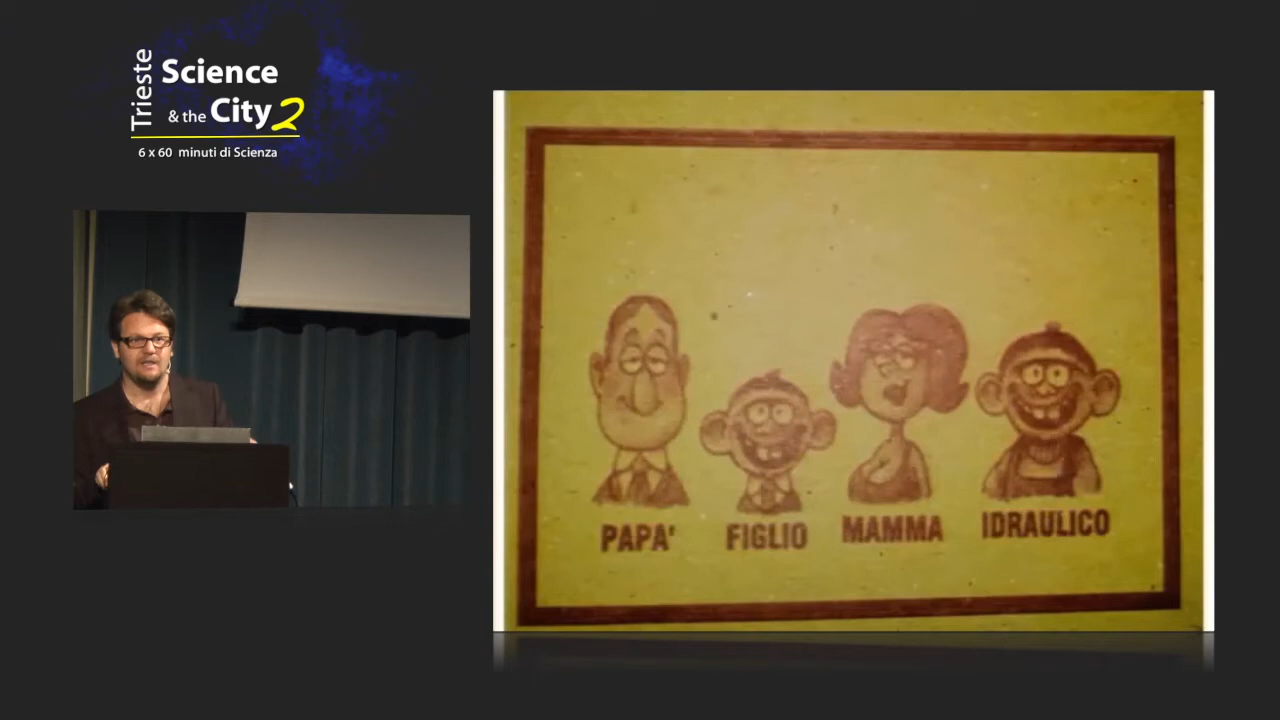 Trieste
Science
& the City 2
6 x 60 minuti di Scienza
PAPA' FIGLIO MAMMA IDRAULICO